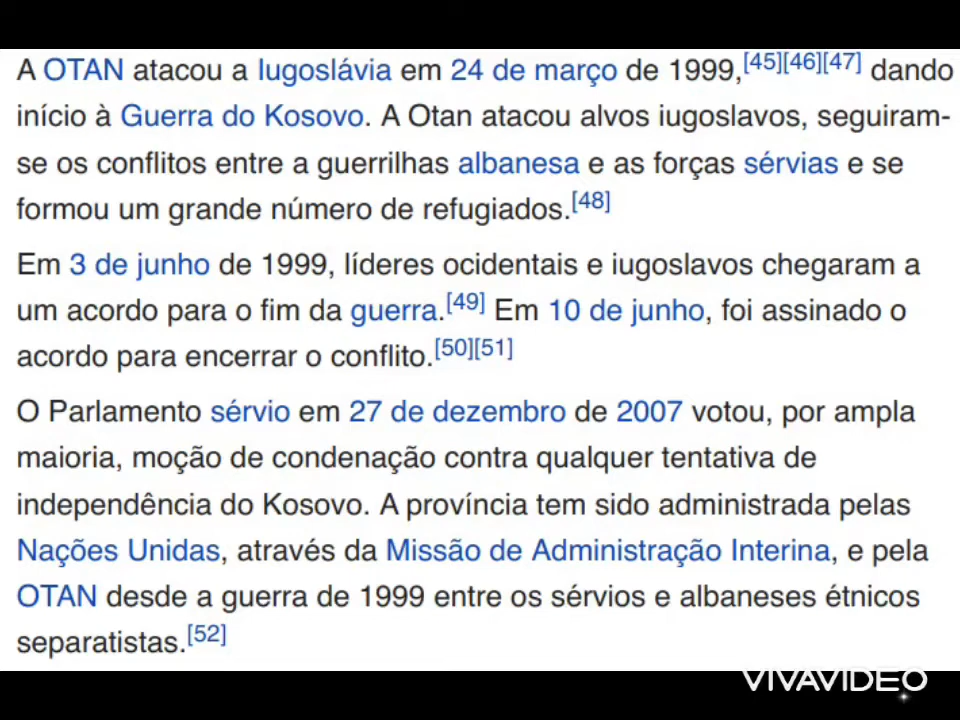 A OTAN atacou a Iugoslávia em 24 de março de 1999,[45][46][47] dando
início à Guerra do Kosovo. A Otan atacou alvos iugoslavos, seguiram-
se os conflitos entre a guerrilhas albanesa e as forças sérvias e se
formou um grande número de refugiados.[48]
Em 3 de junho de 1999, líderes ocidentais e iugoslavos chegaram a
um acordo para o fim da guerra.[49] Em 10 de junho, foi assinado o
acordo para encerrar o conflito.[50][51]
O Parlamento sérvio em 27 de dezembro de 2007 votou, por ampla
maioria, moção de condenação contra qualquer tentativa de
independência do Kosovo. A província tem sido administrada pelas
Nações Unidas, através da Missão de Administração Interina, e pela
OTAN desde a guerra de 1999 entre os sérvios e albaneses étnicos
separatistas.[52]
VIVAVIDEO